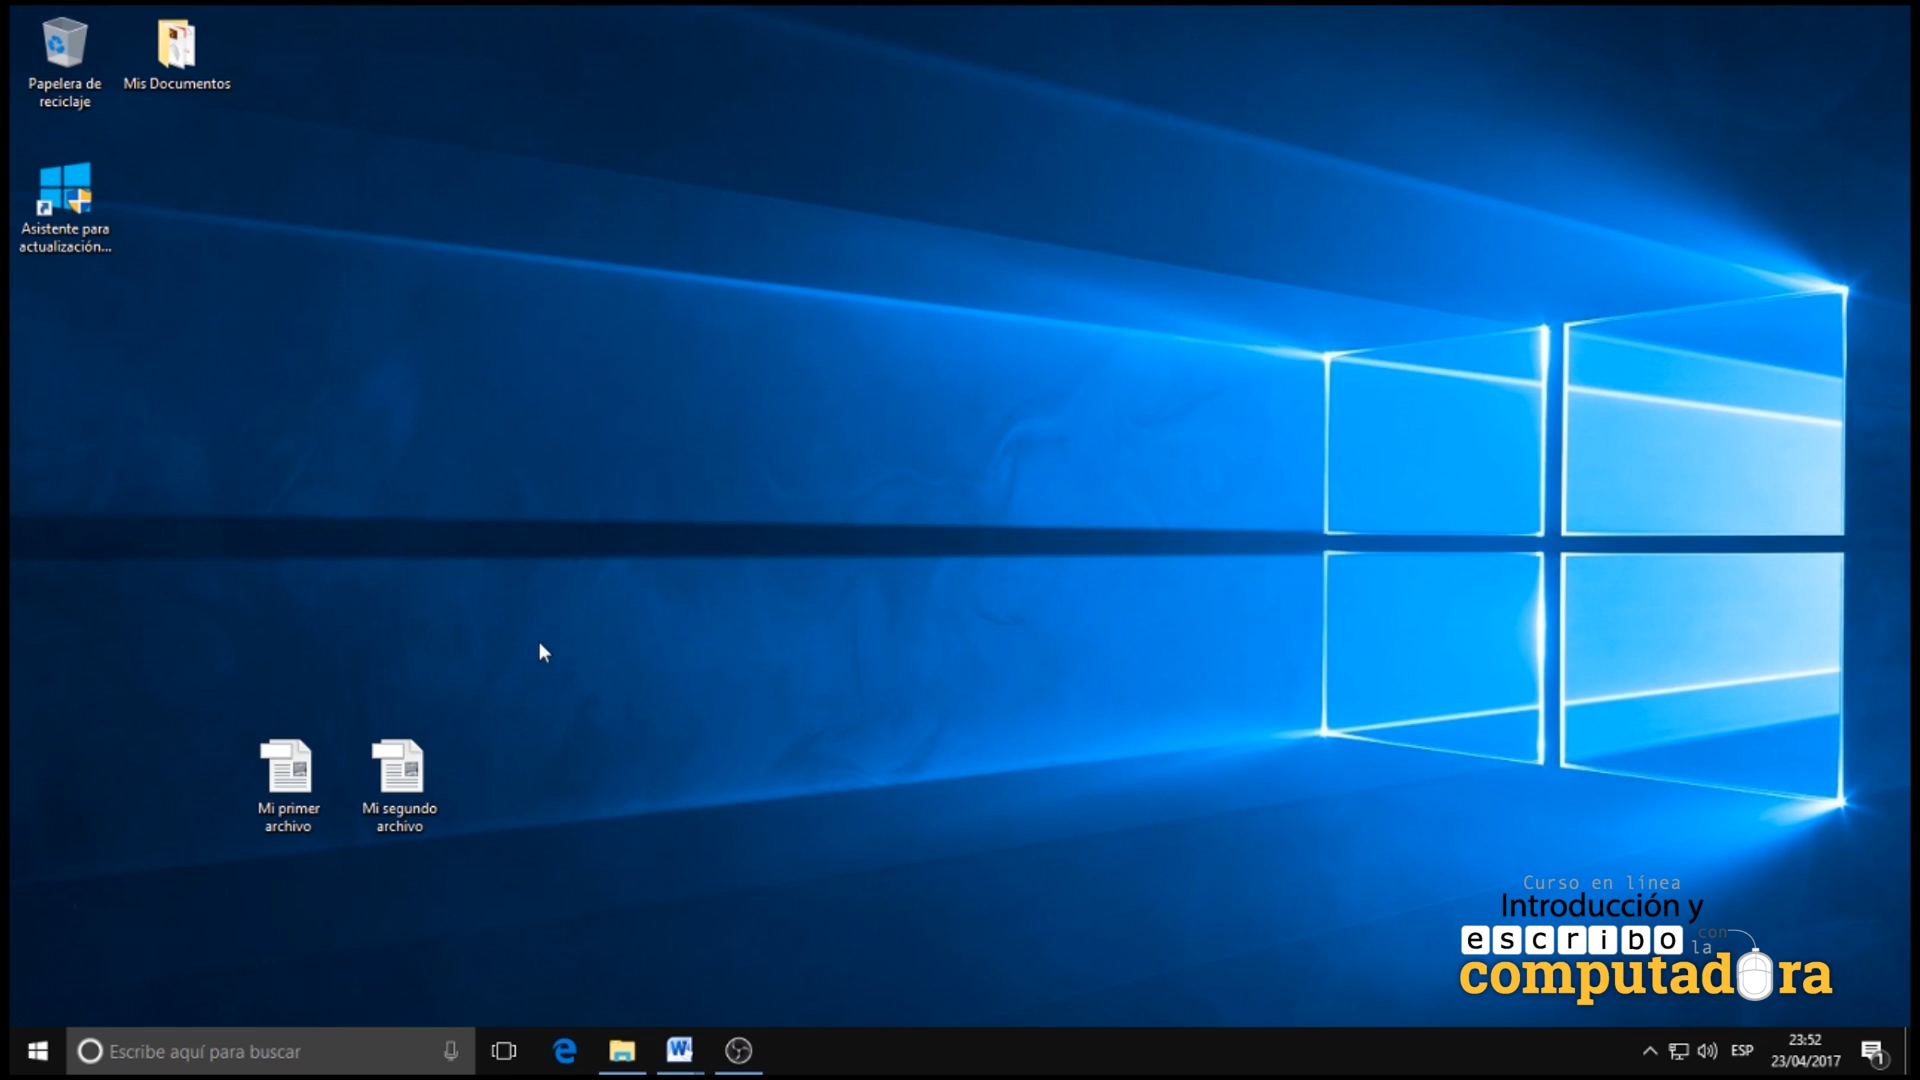 Papelera de
reciclaje
Mis Documentos
Asistente para
actualización...
Mi primer
archivo
Mi segundo
archivo
Curso en línea
Introducción y
escribo con
la
computadora
Escribe aquí para buscar
ESP
23:52
23/04/2017
1